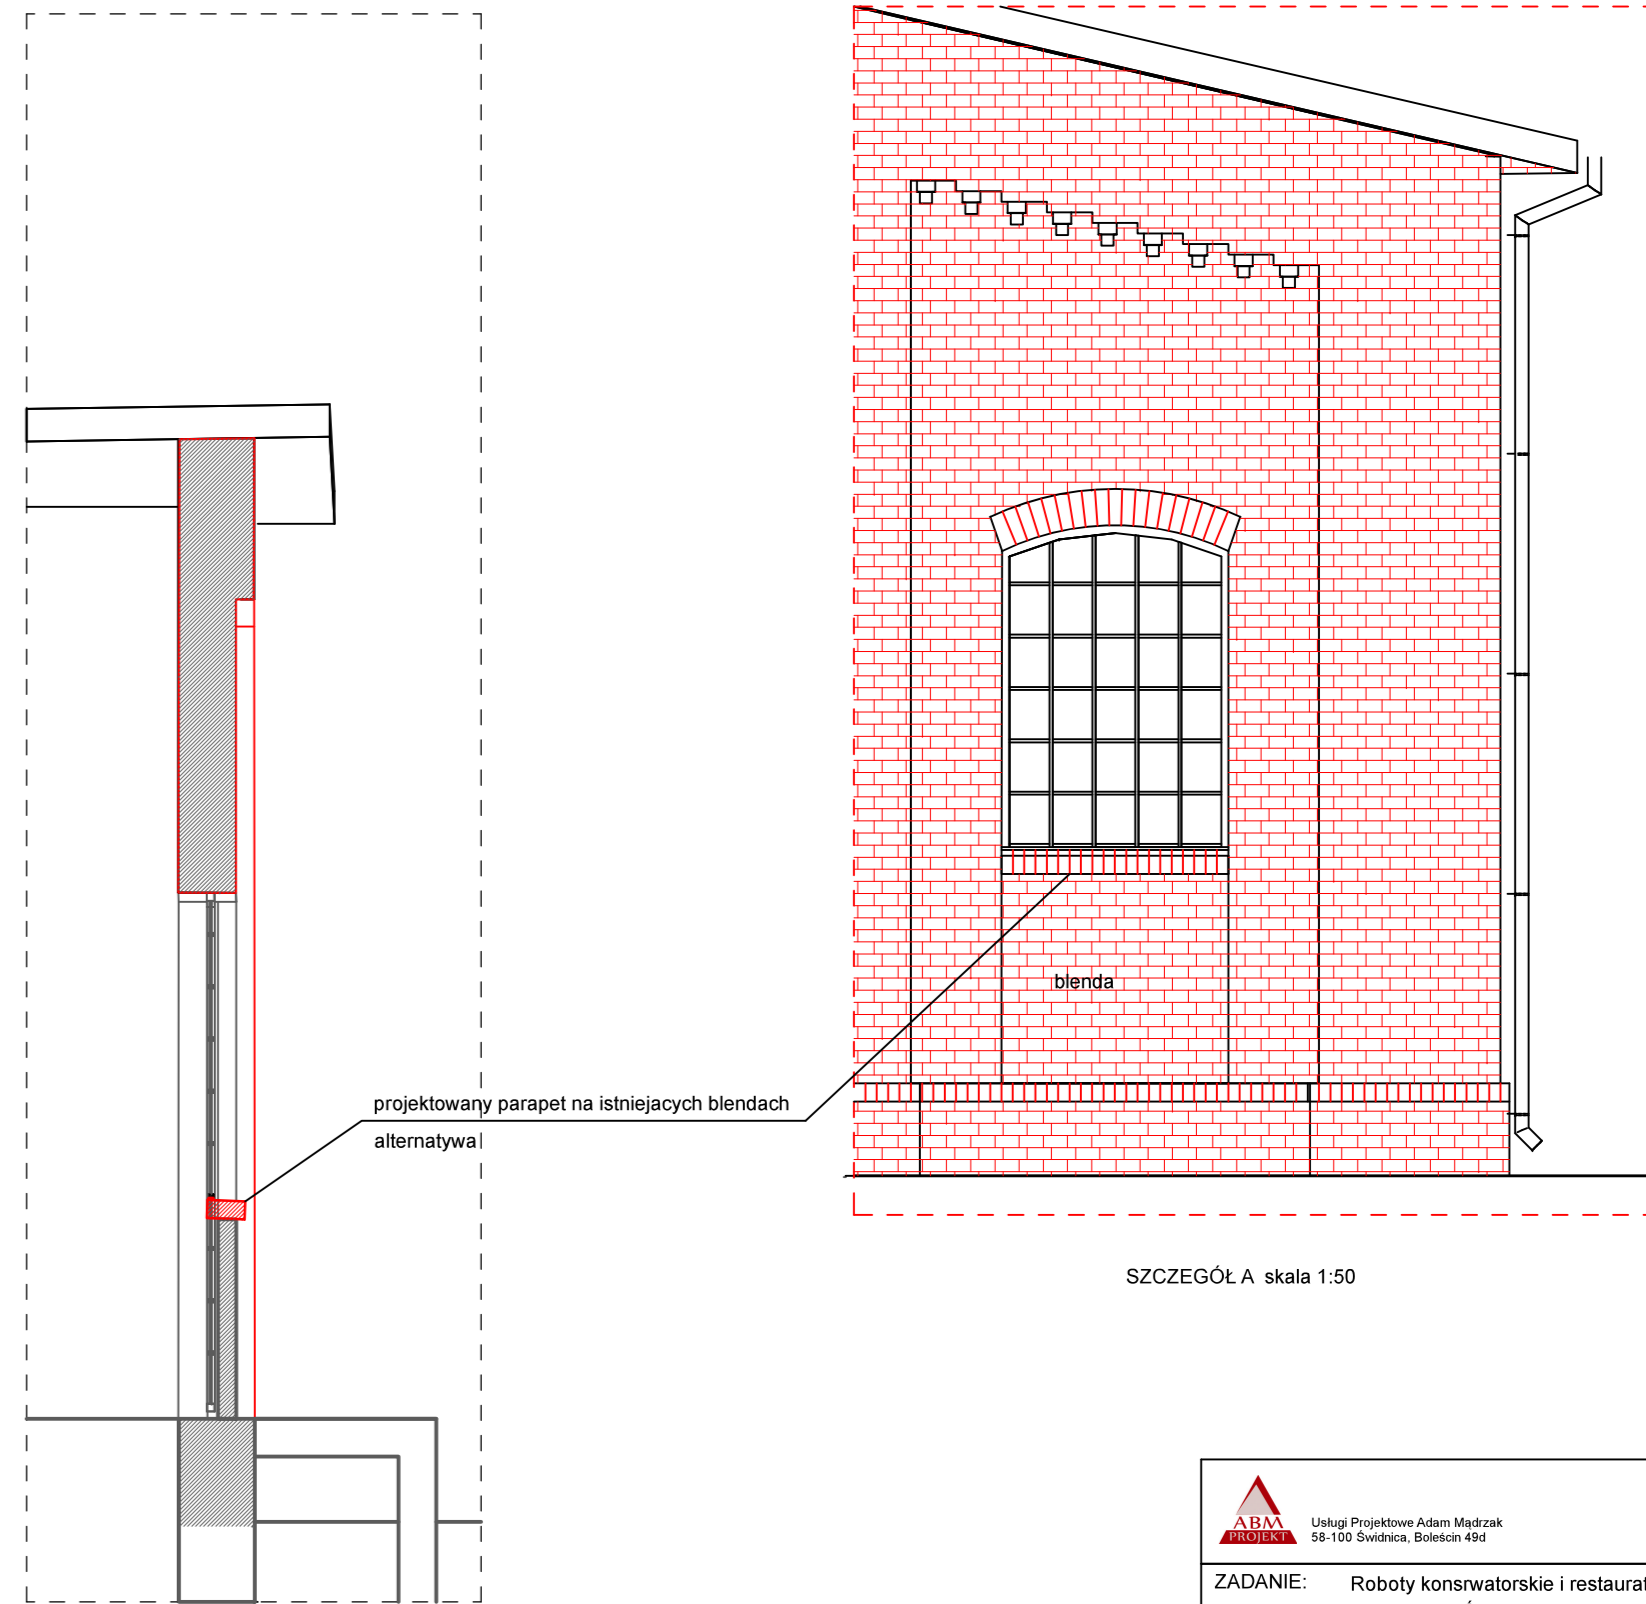 blenda
projektowany parapet na istniejacych blendach
alternatywa
SZCZEGÓŁ A skala 1:50
ABM
PROJEKT
Usługi Projektowe Adam Mądrzak
58-100 Świdnica, Boleścin 49d
ZADANIE: Roboty konsrwatorskie i restaurat